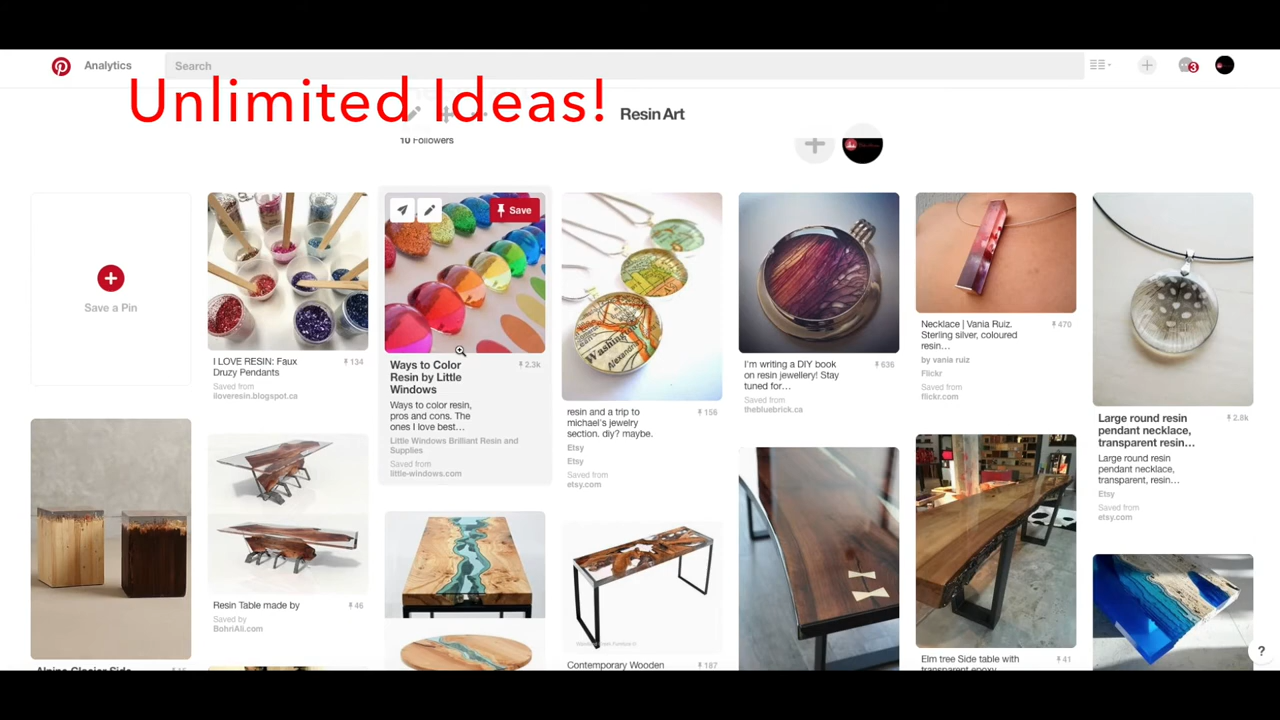 Analytics
Search
3
Unlimited Ideas!
Resin Art
10 Followers
Save a Pin
I LOVE RESIN: Faux
Druzy Pendants
134
Saved from
iloveresin.blogspot.ca
Save
Ways to Color
Resin by Little
Windows
2.3k
Ways to color resin,
pros and cons. The
ones I love best...
Little Windows Brilliant Resin and
Supplies
Saved from
little-windows.com
resin and a trip to
michael's jewelry
section. diy? maybe.
156
Etsy
Etsy
Saved from
etsy.com
I'm writing a DIY book
on resin jewellery! Stay
tuned for...
636
Saved from
thebluebrick.ca
Necklace | Vania Ruiz.
Sterling silver, coloured
resin...
470
by vania ruiz
Flickr
Saved from
flickr.com
Large round resin
pendant necklace,
transparent resin...
2.8k
Large round resin
pendant necklace,
transparent, resin...
Etsy
Saved from
etsy.com
Resin Table made by
46
Saved by
BohriAli.com
Contemporary Wooden
187
Elm tree Side table with
transparent epoxy
41
Alpine Glacier Side
?